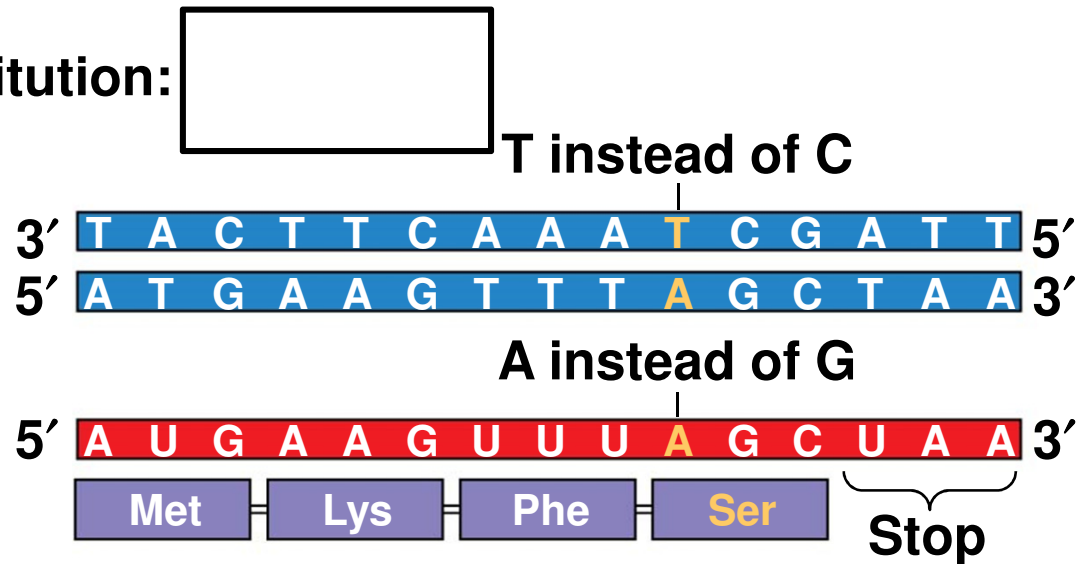 itution:
T instead of C
3′ T A C T T C A A A T C G A T T 5′
5′ A T G A A G T T T A G C T A A 3′
A instead of G
5′ A U G A A G U U U A G C U A A 3′
Met Lys Phe Ser
Stop